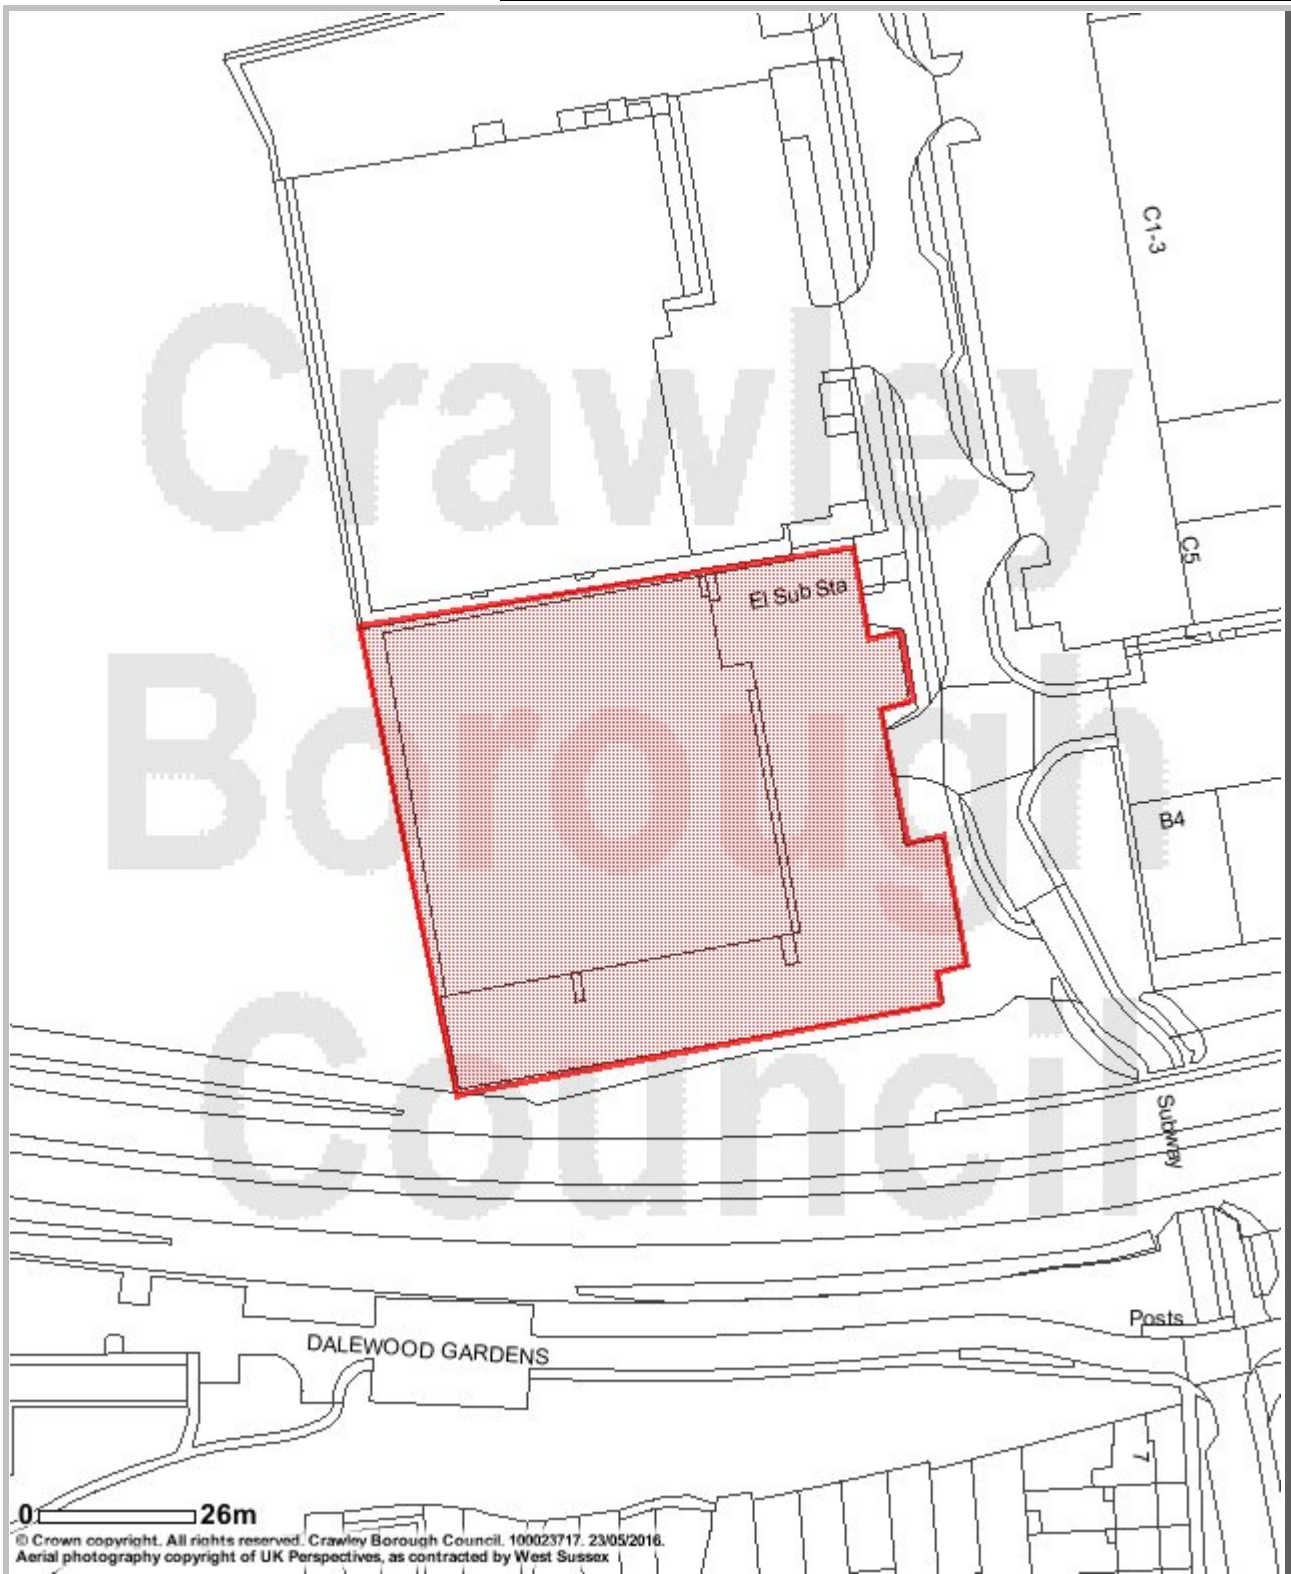 C1-3
Crawley
C5
El Sub Sta
Borough
B4
Council
Subway
Posts
DALEWOOD GARDENS
7
0 26m
© Crown copyright. All rights reserved. Crawley Borough Council. 100023717. 23/05/2016.
Aerial photography copyright of UK Perspectives, as contracted by West Sussex